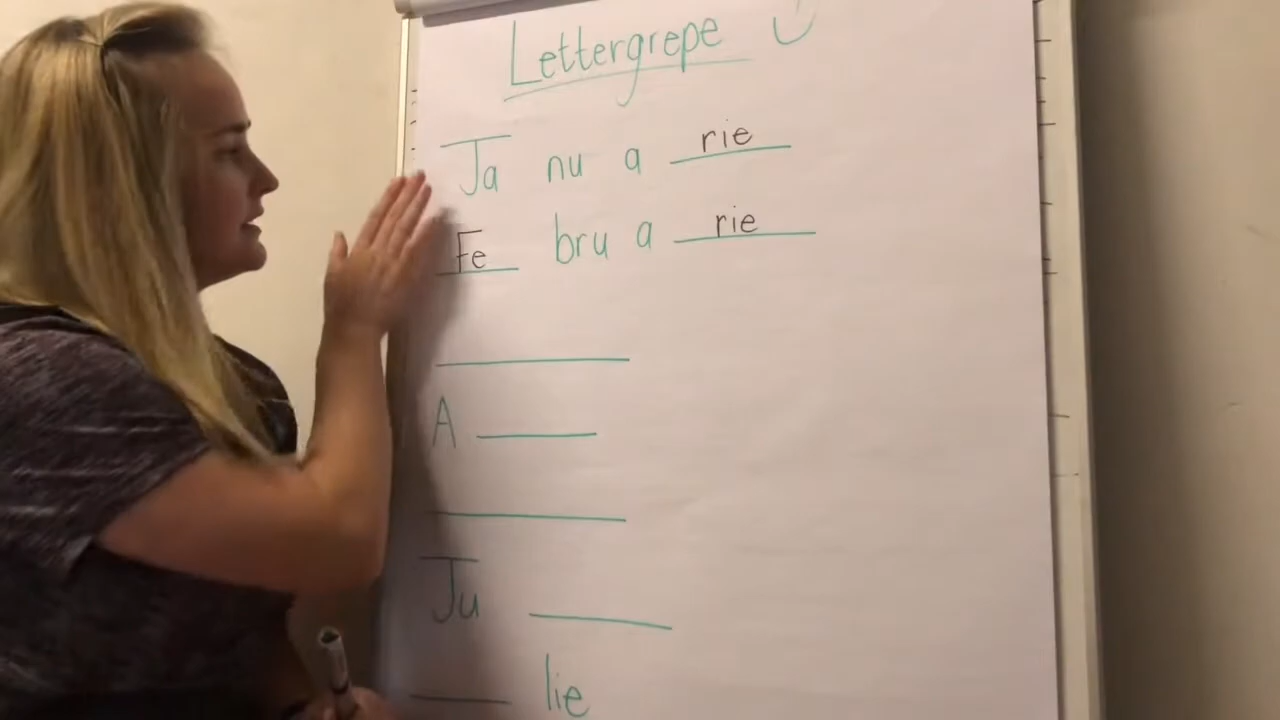 Lettergrepe
Ja nu a rie
Fe bru a rie
A
Ju
lie